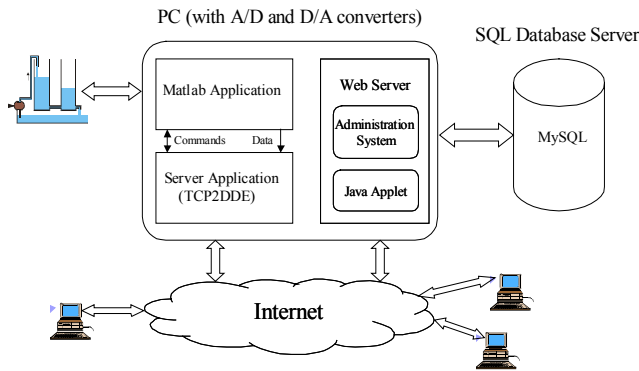 PC (with A/D and D/A converters)
SQL Database Server
Matlab Application
Commands
Data
Server Application
(TCP2DDE)
Web Server
Administration
System
Java Applet
MySQL
Internet